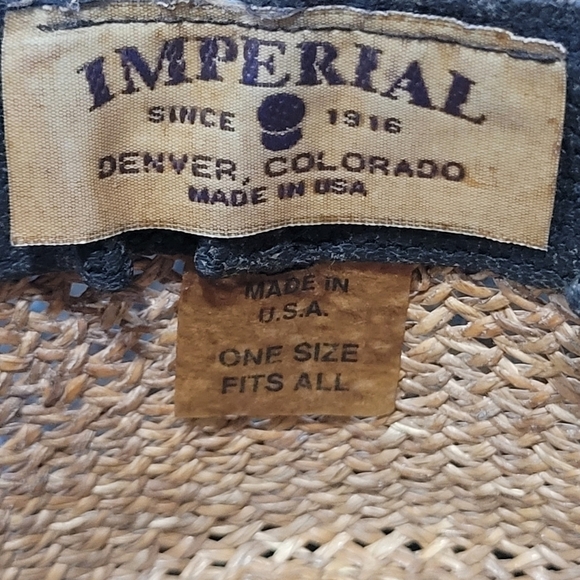 IMPERIAL
SINCE 1916
DENVER, COLORADO
MADE IN USA
MADE IN
U.S.A.
ONE SIZE
FITS ALL